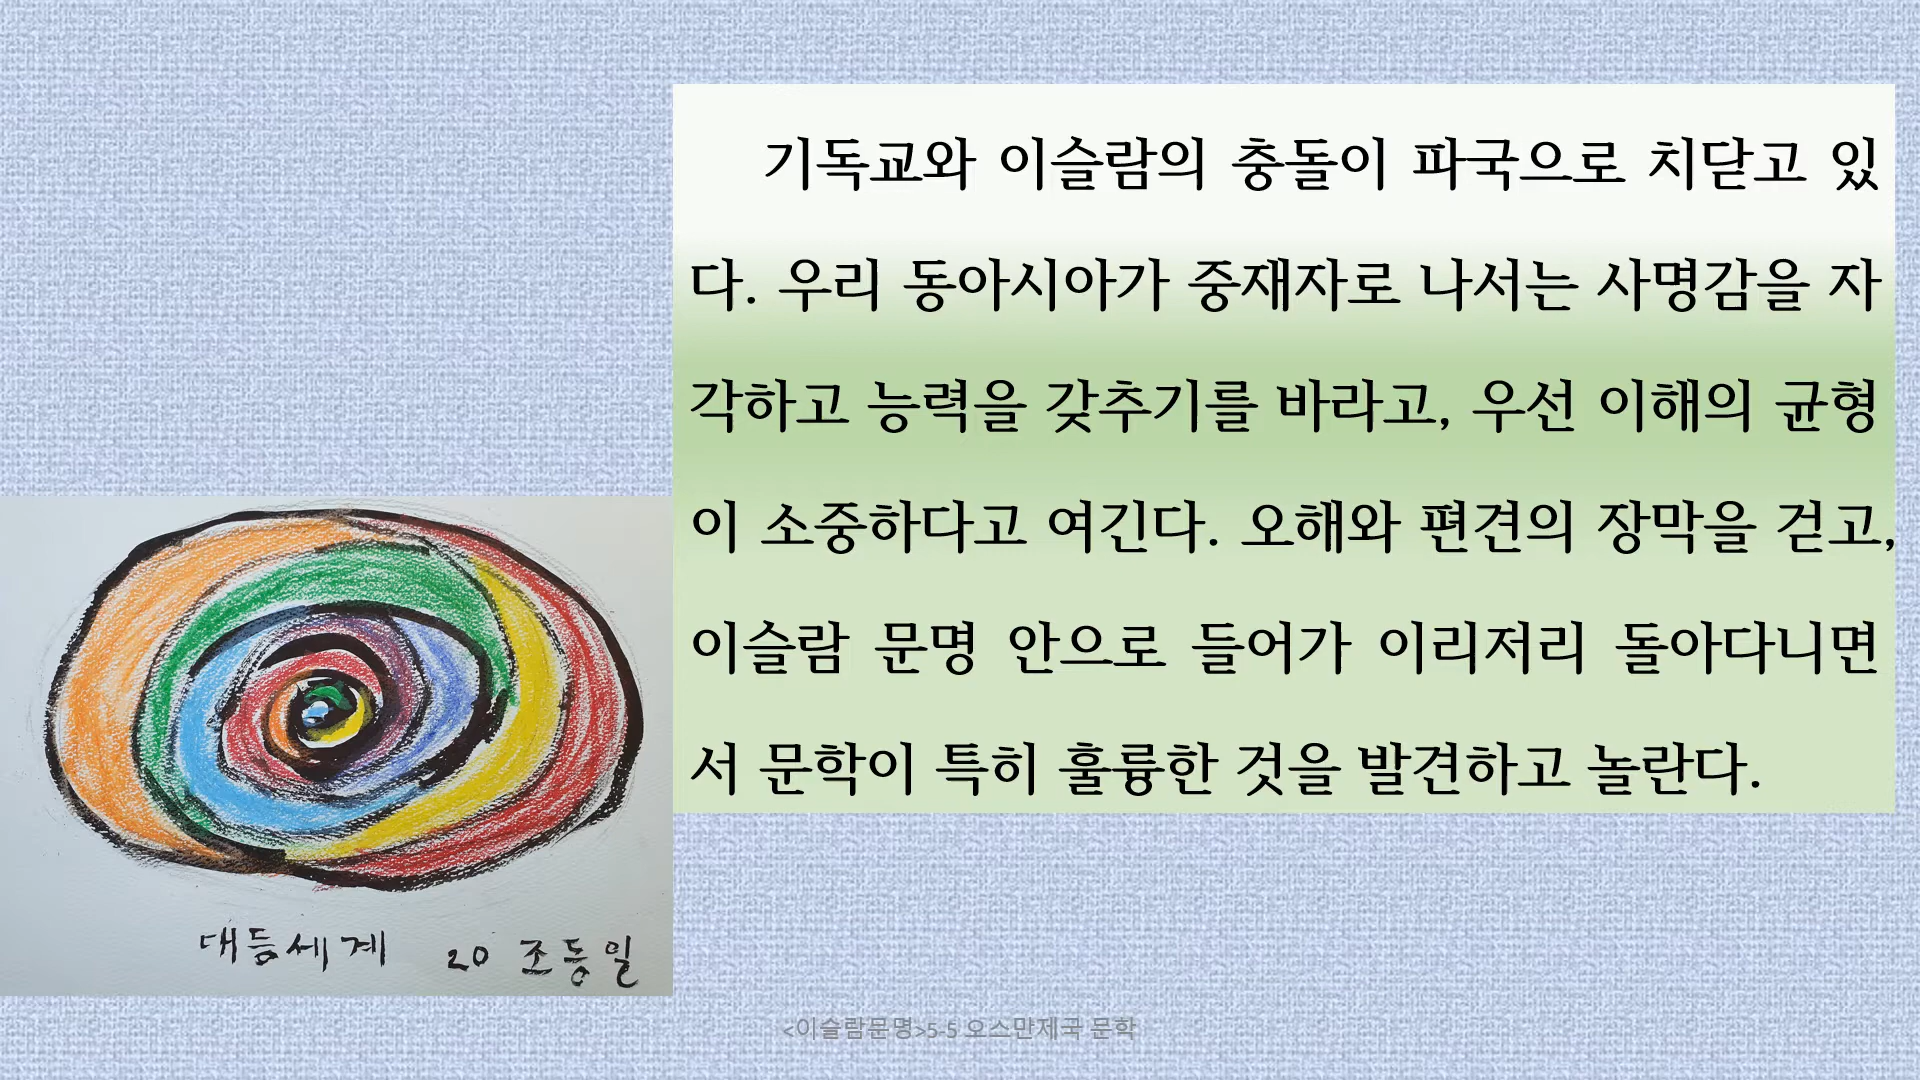 기독교와 이슬람의 충돌이 파국으로 치닫고 있
다. 우리 동아시아가 중재자로 나서는 사명감을 자
각하고 능력을 갖추기를 바라고, 우선 이해의 균형
이 소중하다고 여긴다. 오해와 편견의 장막을 걷고,
이슬람 문명 안으로 들어가 이리저리 돌아다니면
서 문학이 특히 훌륭한 것을 발견하고 놀란다.
대등세계 20 조동일
<이슬람문명>5-5 오스만제국 문학